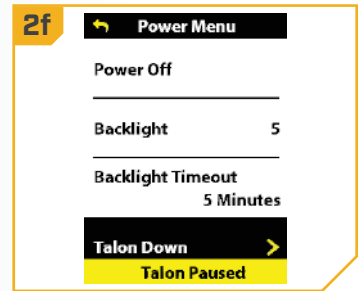 2f
Power Menu
Power Off
Backlight 5
Backlight Timeout
5 Minutes
Talon Down
Talon Paused